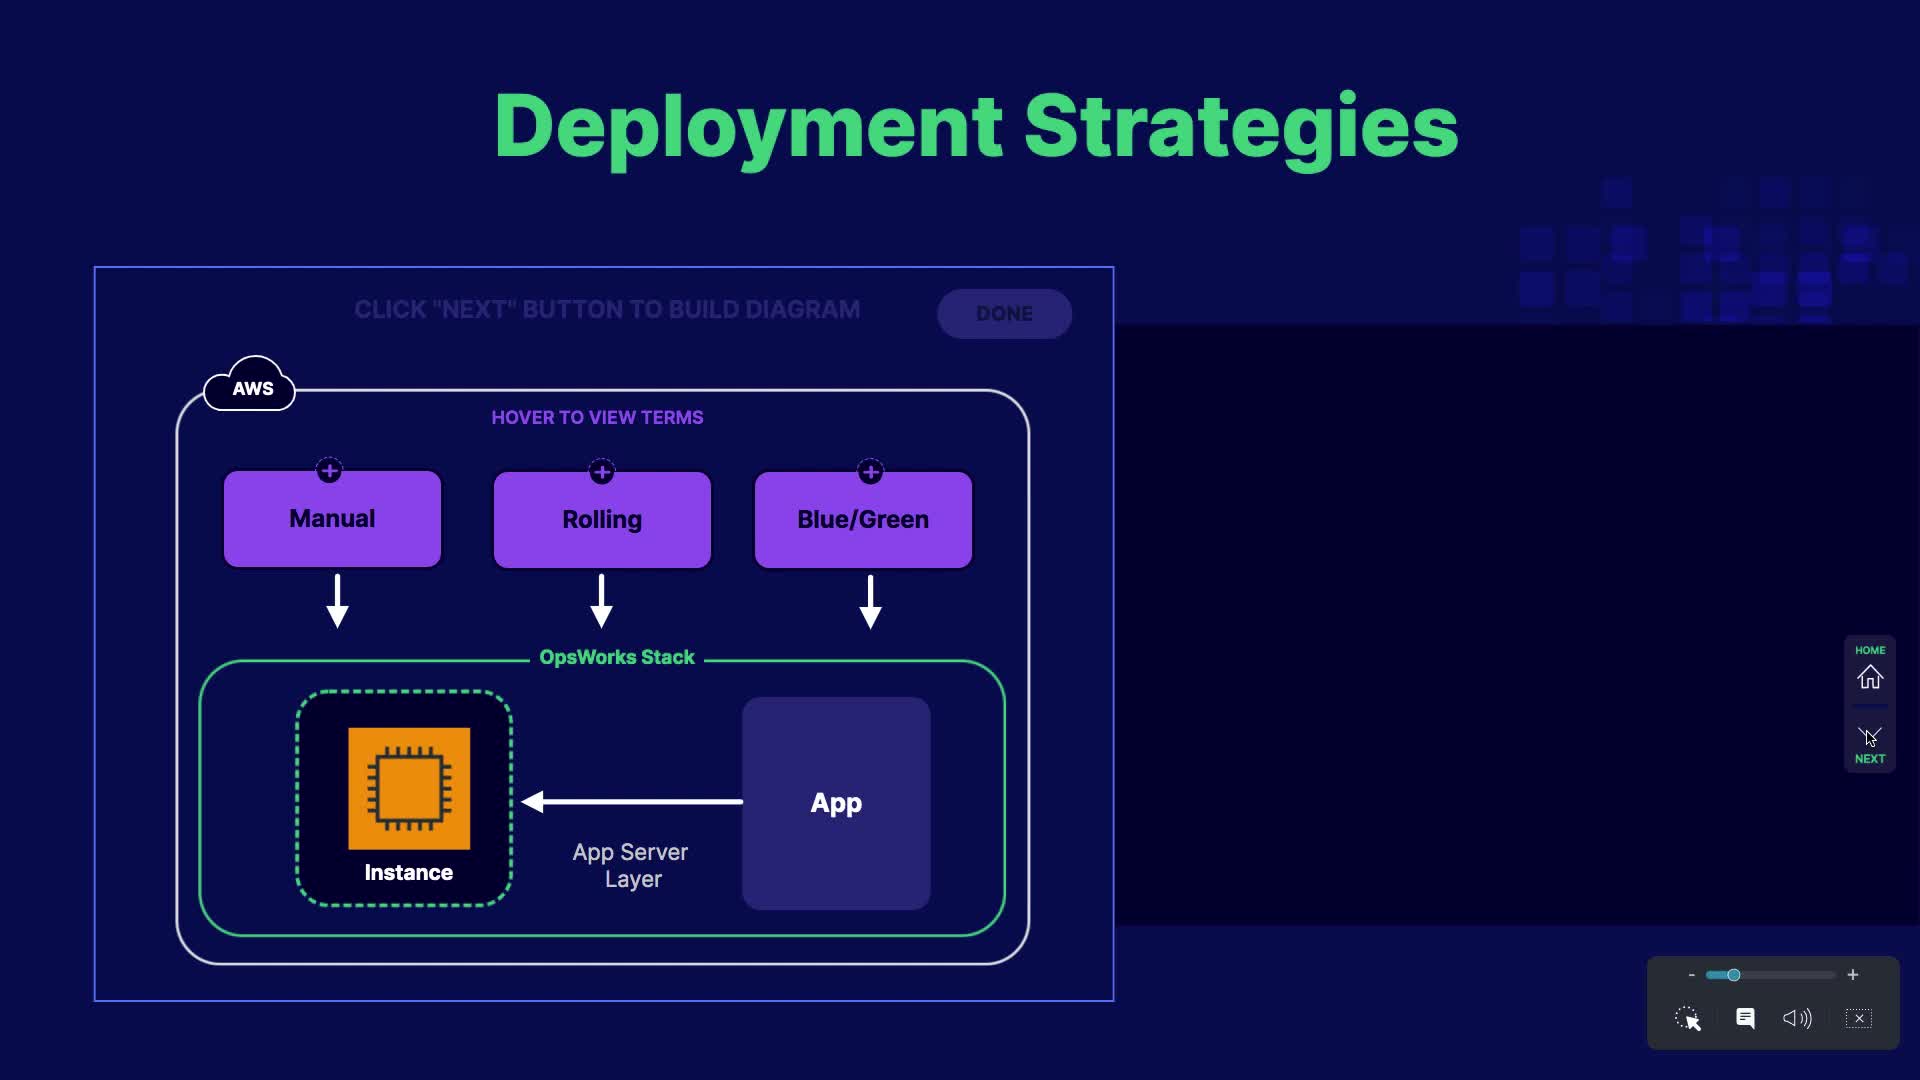 Deployment Strategies
CLICK "NEXT" BUTTON TO BUILD DIAGRAM
DONE
AWS
HOVER TO VIEW TERMS
Manual
Rolling
Blue/Green
OpsWorks Stack
Instance
App Server
Layer
App
HOME
NEXT